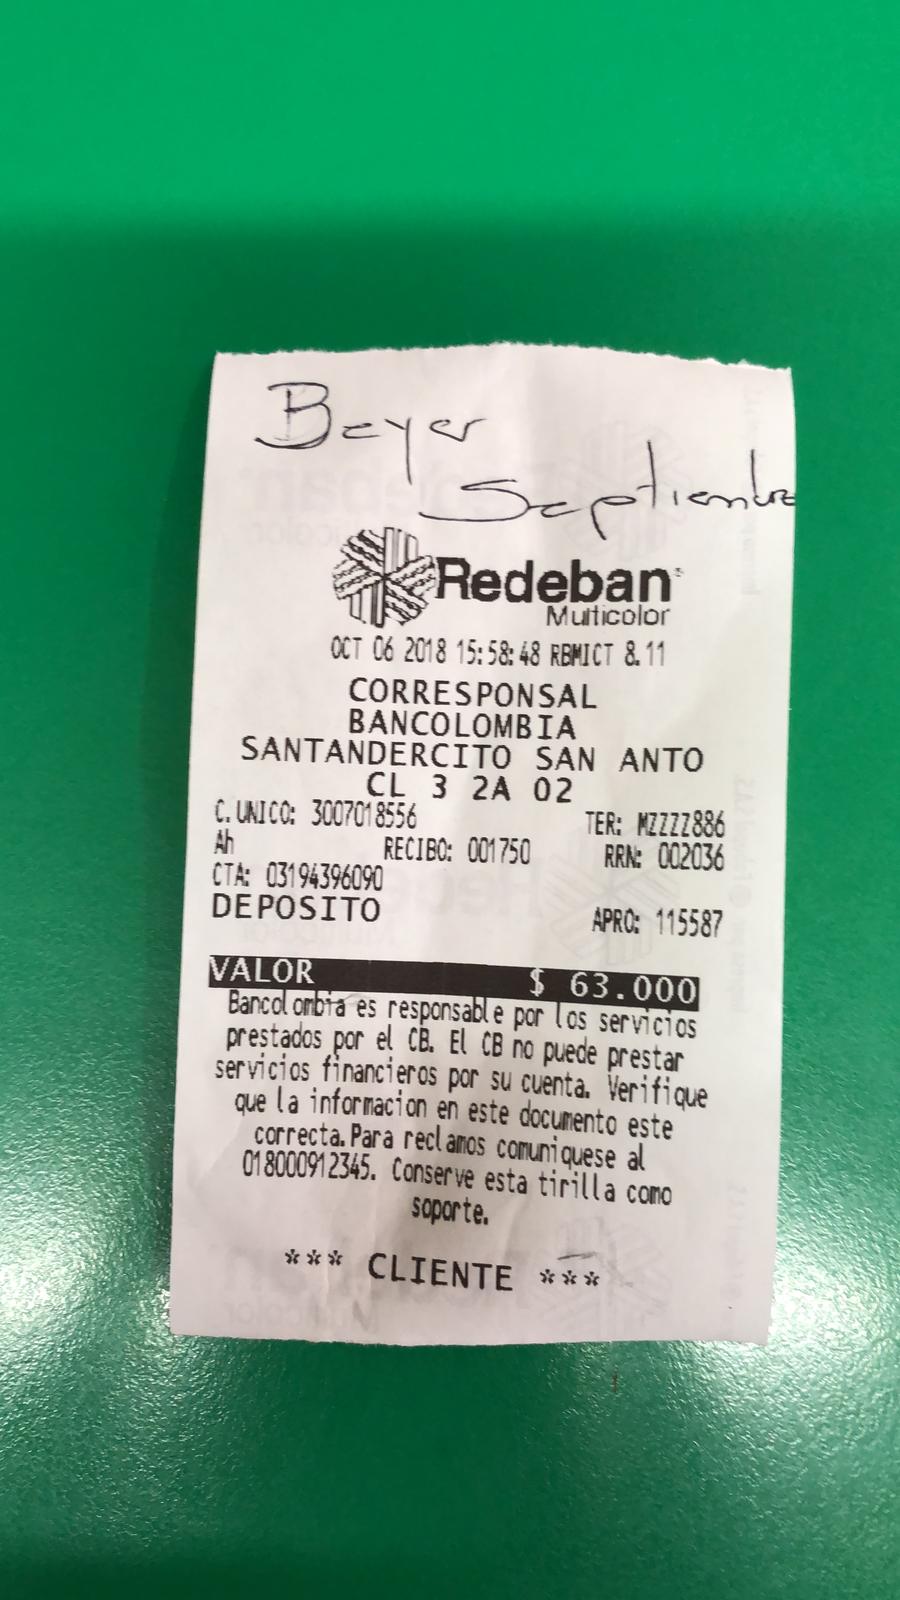 Beyer
Septiembre
Redeban
Multicolor
OCT 06 2018 15:58:48 RBMICT 8.11
CORRESPONSAL
BANCOLOMBIA
SANTANDERCITO SAN ANTO
CL 3 2A 02
C.UNICO: 3007018556 TER: MZZZZ886
Ah RECIBO: 001750 RRN: 002036
CTA: 03194396090
DEPOSITO APRO: 115587
VALOR $ 63.000
Bancolombia es responsable por los servicios
prestados por el CB. El CB no puede prestar
servicios financieros por su cuenta. Verifique
que la informacion en este documento este
correcta.Para reclamos comuniquese al
018000912345. Conserve esta tirilla como
soporte.
*** CLIENTE ***